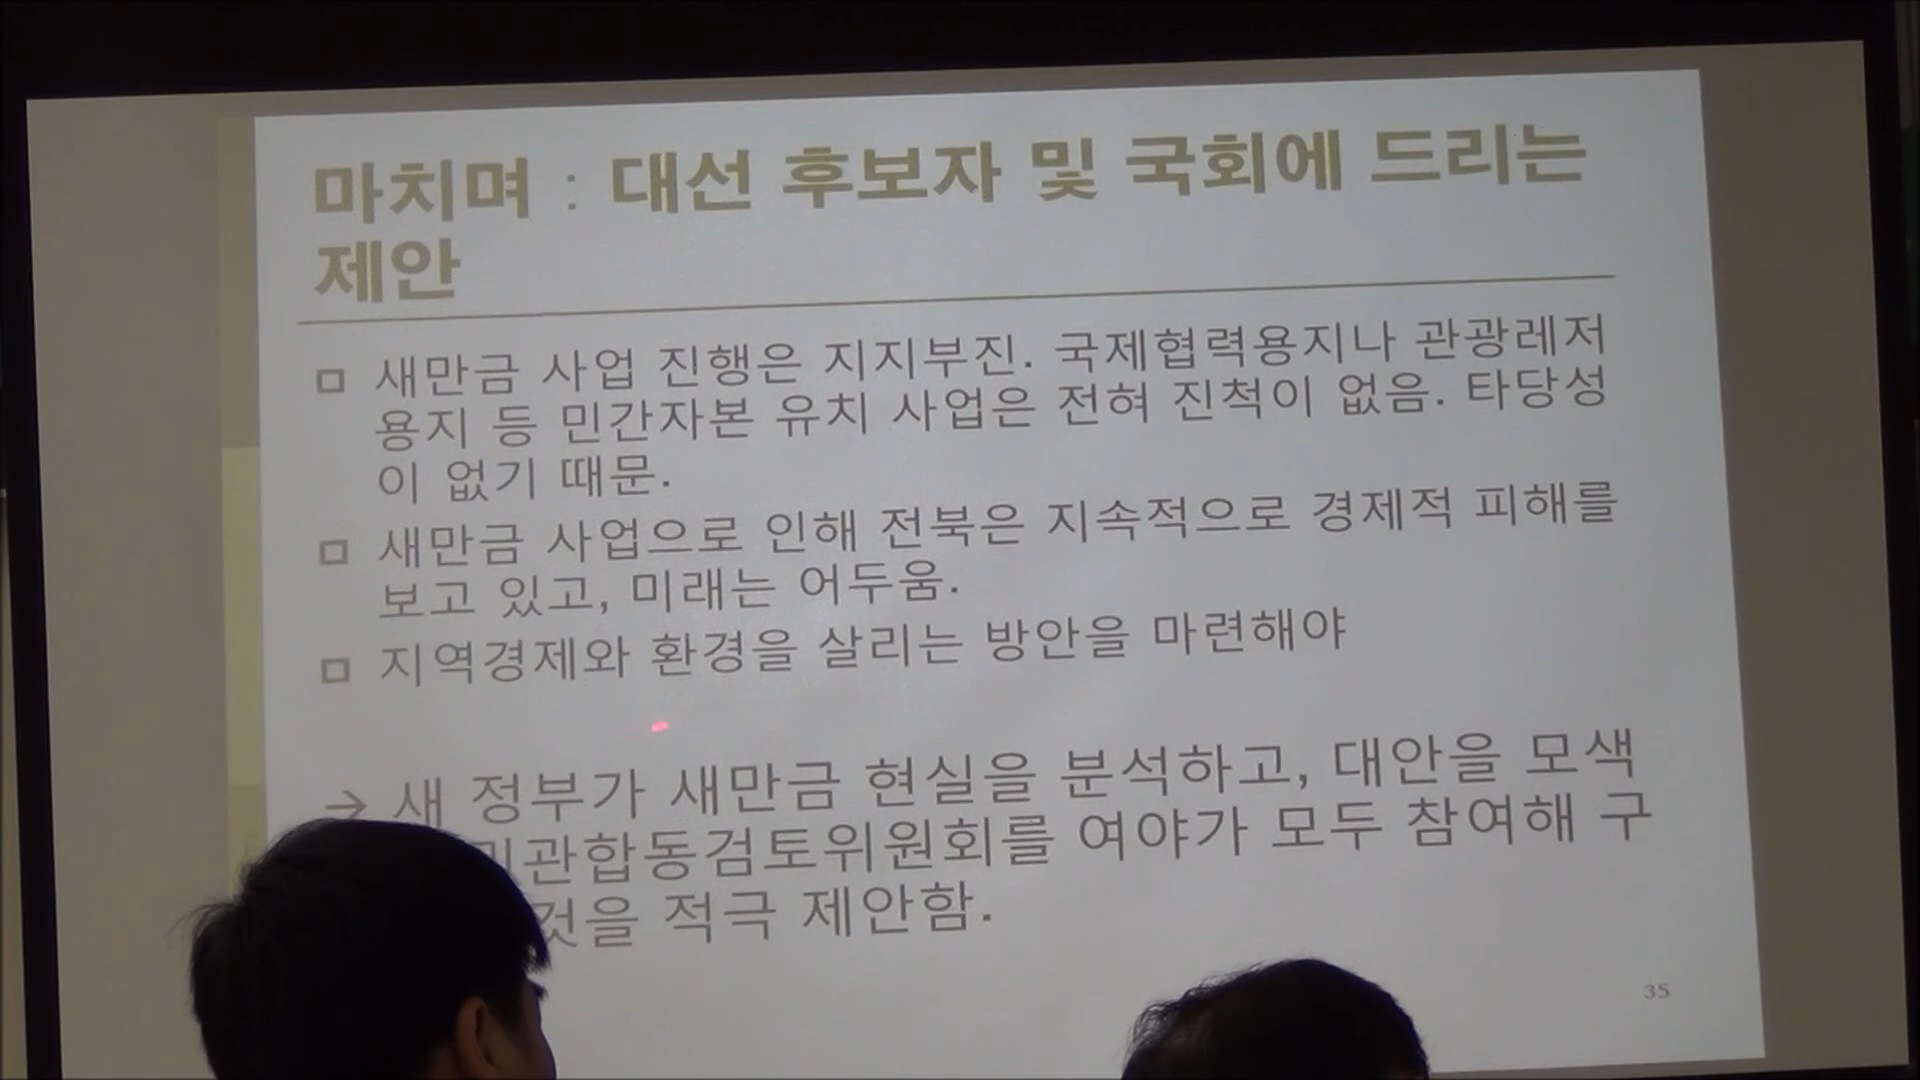 마치며 : 대선 후보자 및 국회에 드리는
제안
새만금 사업 진행은 지지부진. 국제협력용지나 관광레저
용지 등 민간자본 유치 사업은 전혀 진척이 없음. 타당성
이 없기 때문.
새만금 사업으로 인해 전북은 지속적으로 경제적 피해를
보고 있고, 미래는 어두움.
지역경제와 환경을 살리는 방안을 마련해야
→ 새 정부가 새만금 현실을 분석하고, 대안을 모색
관합동검토위원회를 여야가 모두 참여해 구
것을 적극 제안함.
35